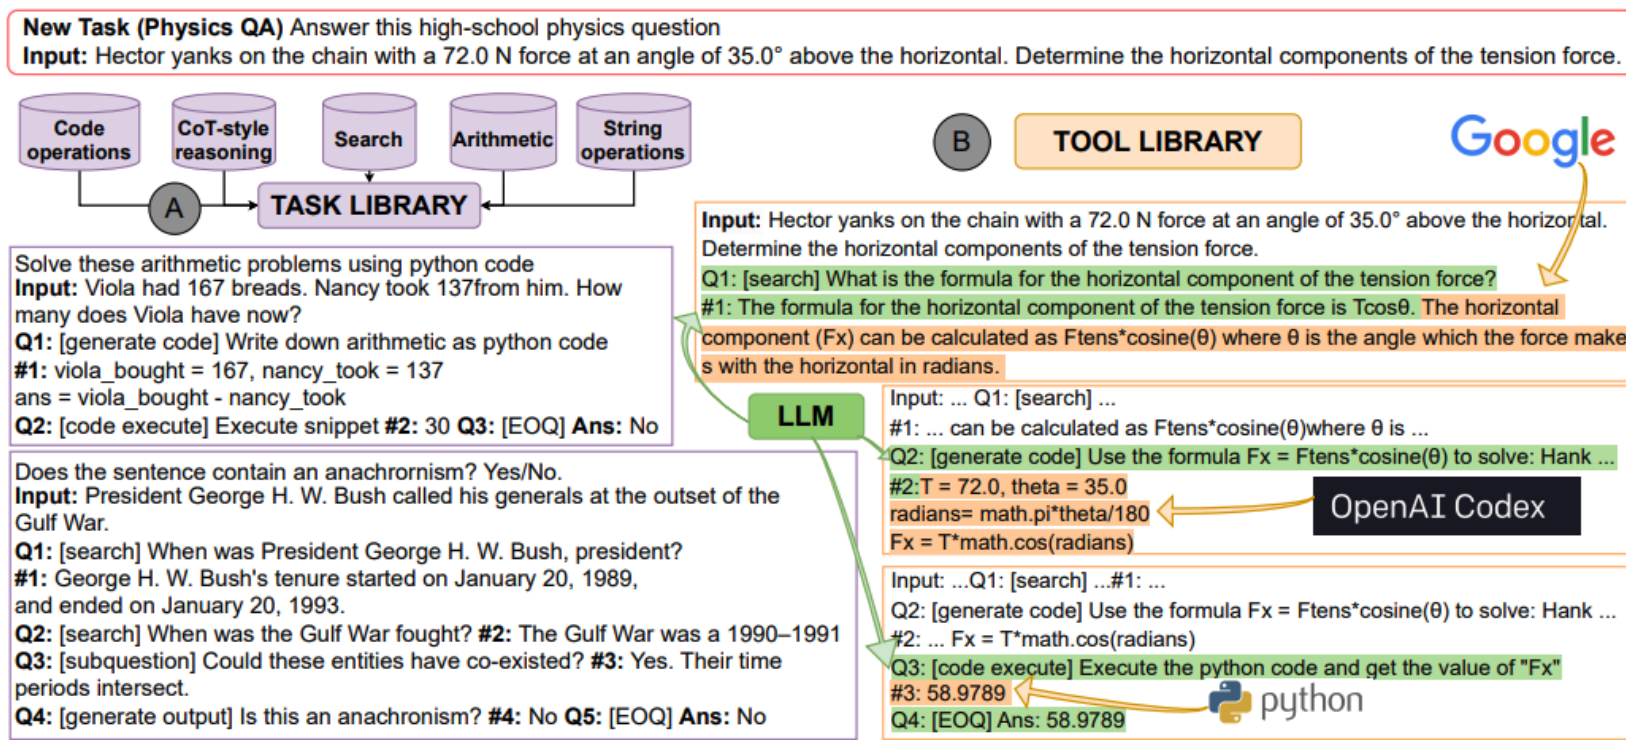 New Task (Physics QA) Answer this high-school physics question
Input: Hector yanks on the chain with a 72.0 N force at an angle of 35.0° above the horizontal. Determine the horizontal components of the tension force.
Code operations
CoT-style reasoning
Search
Arithmetic
String operations
A
TASK LIBRARY
B
TOOL LIBRARY
Google
Solve these arithmetic problems using python code
Input: Viola had 167 breads. Nancy took 137from him. How
many does Viola have now?
Q1: [generate code] Write down arithmetic as python code
#1: viola_bought = 167, nancy_took = 137
ans = viola_bought - nancy_took
Q2: [code execute] Execute snippet #2: 30 Q3: [EOQ] Ans: No
Does the sentence contain an anachrornism? Yes/No.
Input: President George H. W. Bush called his generals at the outset of the
Gulf War.
Q1: [search] When was President George H. W. Bush, president?
#1: George H. W. Bush's tenure started on January 20, 1989,
and ended on January 20, 1993.
Q2: [search] When was the Gulf War fought? #2: The Gulf War was a 1990–1991
Q3: [subquestion] Could these entities have co-existed? #3: Yes. Their time
periods intersect.
Q4: [generate output] Is this an anachronism? #4: No Q5: [EOQ] Ans: No
LLM
Input: Hector yanks on the chain with a 72.0 N force at an angle of 35.0° above the horizontal.
Determine the horizontal components of the tension force.
Q1: [search] What is the formula for the horizontal component of the tension force?
#1: The formula for the horizontal component of the tension force is Tcosθ. The horizontal
component (Fx) can be calculated as Ftens*cosine(θ) where θ is the angle which the force make
s with the horizontal in radians.
Input: ... Q1: [search] ...
#1: ... can be calculated as Ftens*cosine(θ)where θ is ...
Q2: [generate code] Use the formula Fx = Ftens*cosine(θ) to solve: Hank ...
#2:T = 72.0, theta = 35.0
radians= math.pi*theta/180
Fx = T*math.cos(radians)
OpenAI Codex
Input: ...Q1: [search] ...#1: ...
Q2: [generate code] Use the formula Fx = Ftens*cosine(θ) to solve: Hank ...
#2: ... Fx = T*math.cos(radians)
Q3: [code execute] Execute the python code and get the value of "Fx"
#3: 58.9789
python
Q4: [EOQ] Ans: 58.9789